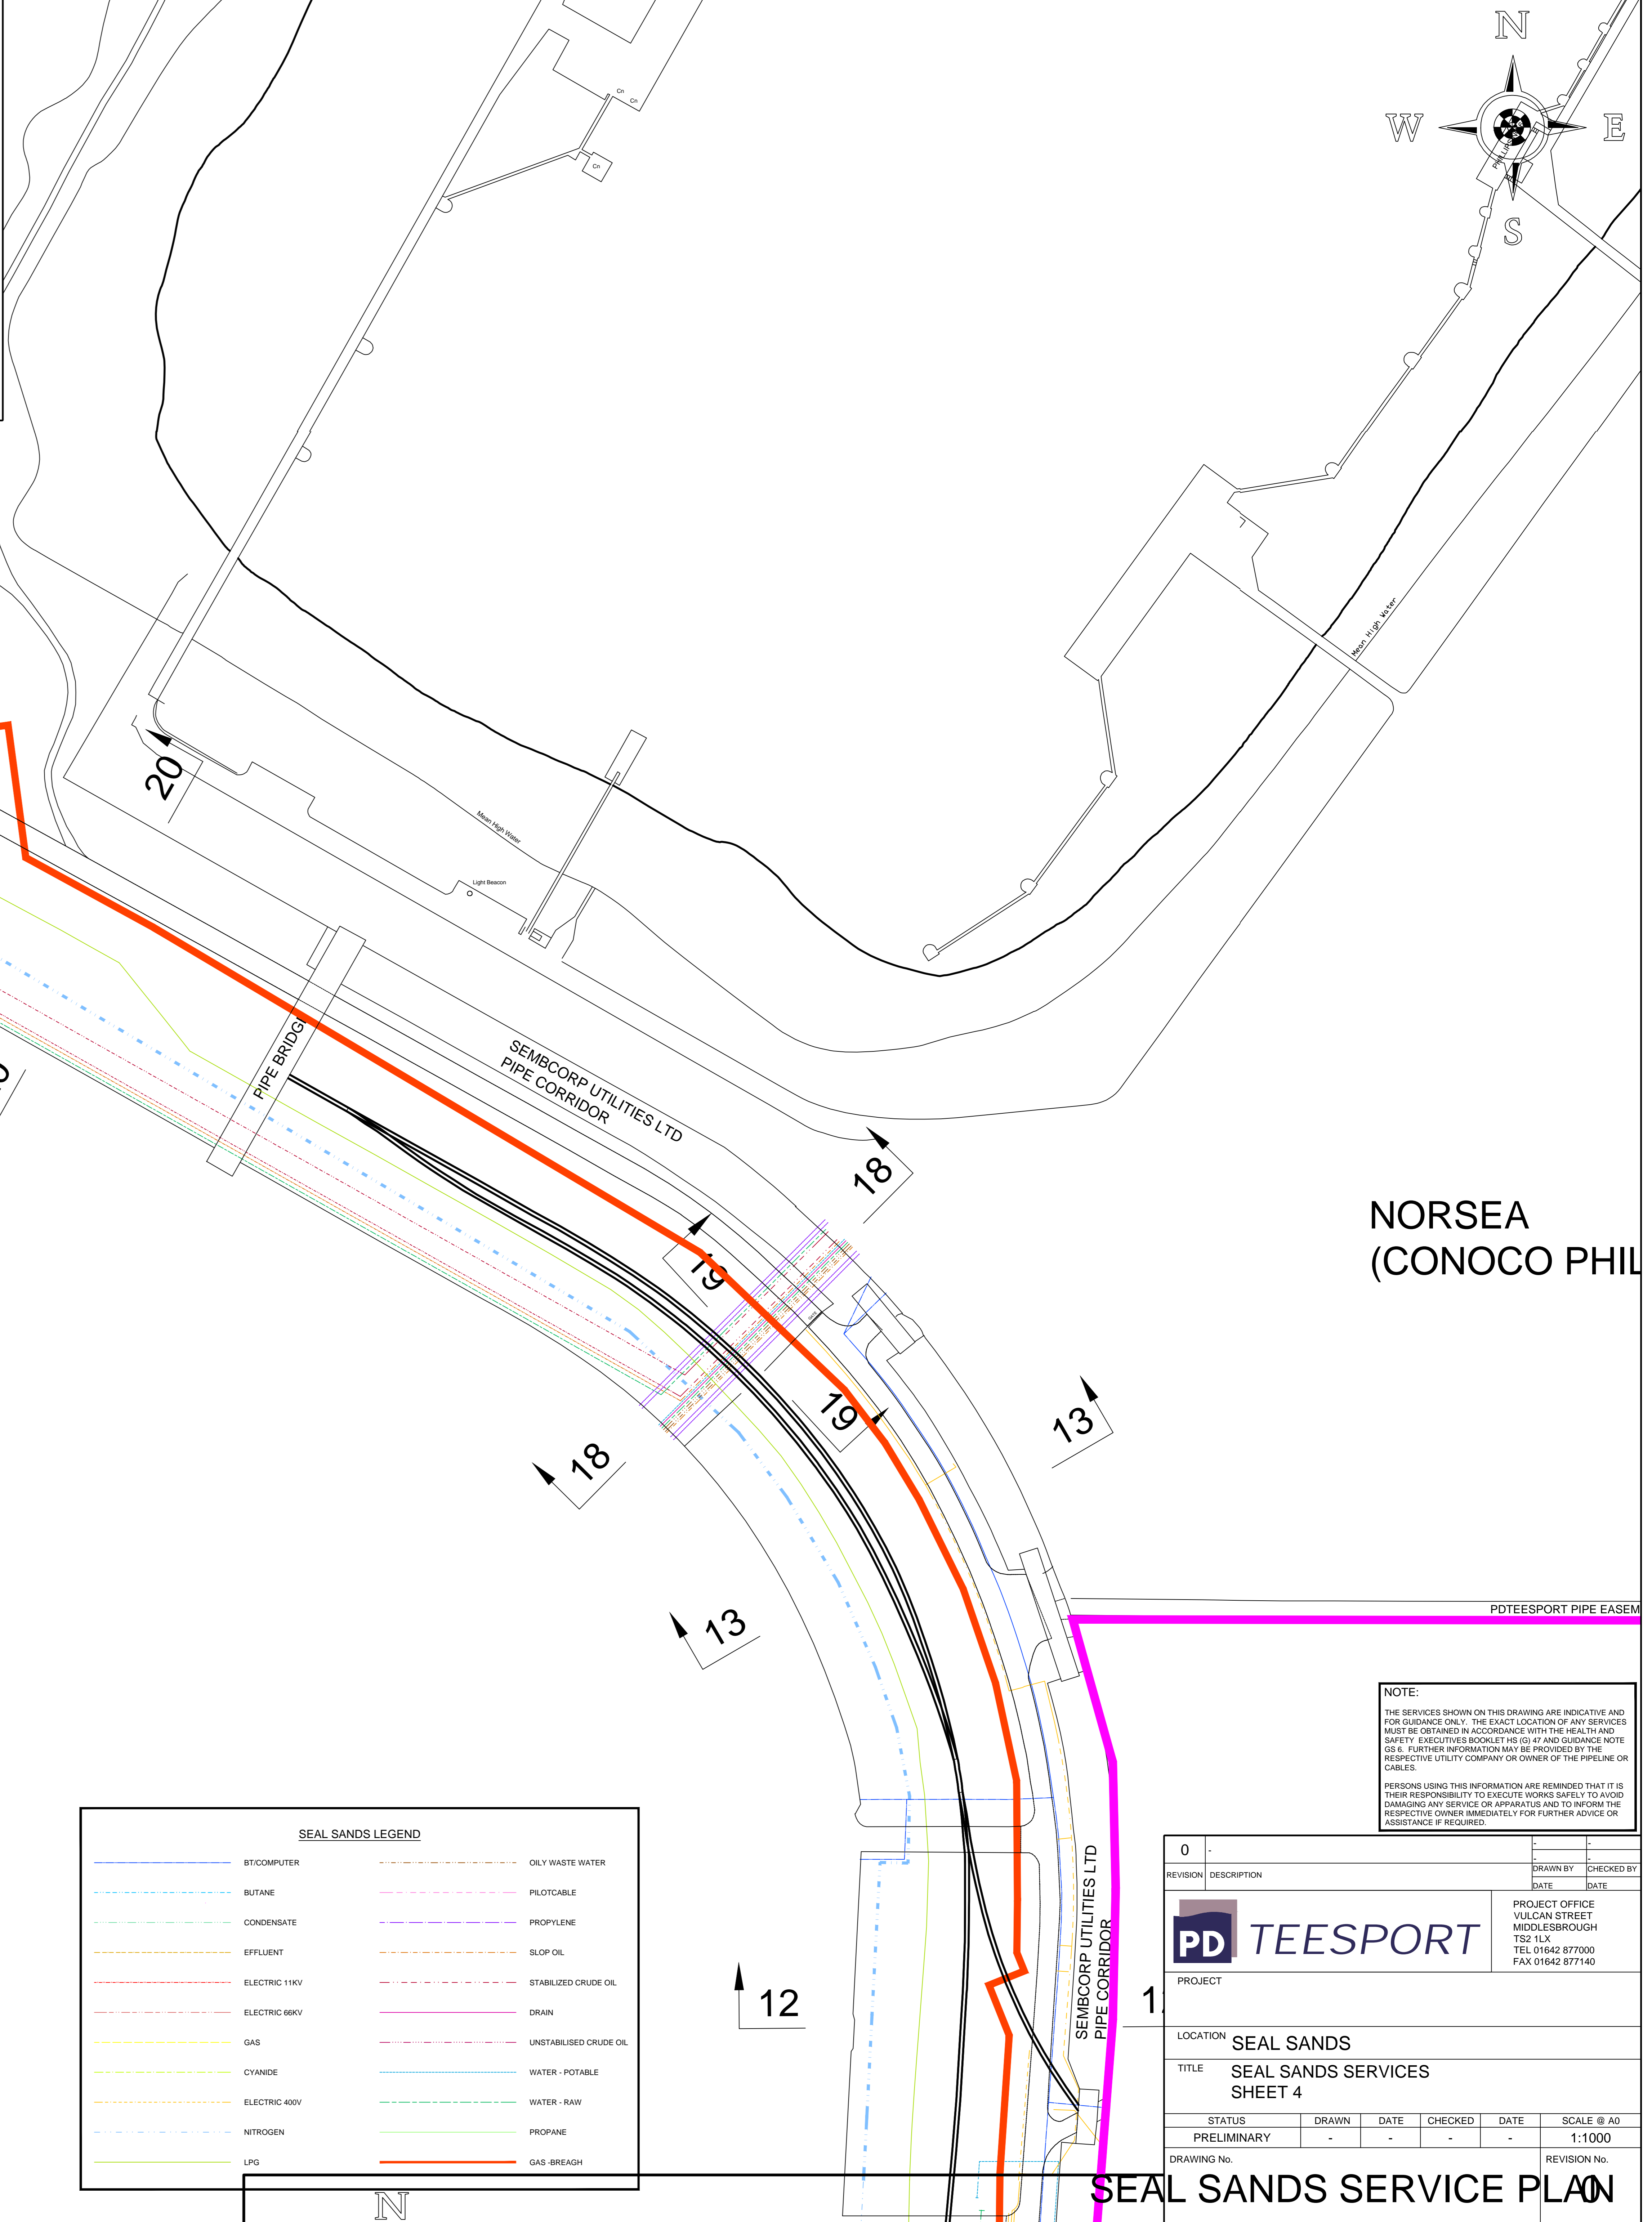 N
W
E
S
Cn
Cn
Cn
Mean High Water
20
Mean High Water
Light Beacon
PIPE BRIDG
SEMBCORP UTILITIES LTD
PIPE CORRIDOR
18
19
NORSEA
(CONOCO PHIL
19
13
18
13
PDTEESPORT PIPE EASEM
NOTE:
THE SERVICES SHOWN ON THIS DRAWING ARE INDICATIVE AND
FOR GUIDANCE ONLY. THE EXACT LOCATION OF ANY SERVICES
MUST BE OBTAINED IN ACCORDANCE WITH THE HEALTH AND
SAFETY EXECUTIVES BOOKLET HS (G) 47 AND GUIDANCE NOTE
GS 6. FURTHER INFORMATION MAY BE PROVIDED BY THE
RESPECTIVE UTILITY COMPANY OR OWNER OF THE PIPELINE OR
CABLES.
PERSONS USING THIS INFORMATION ARE REMINDED THAT IT IS
THEIR RESPONSIBILITY TO EXECUTE WORKS SAFELY TO AVOID
DAMAGING ANY SERVICE OR APPARATUS AND TO INFORM THE
RESPECTIVE OWNER IMMEDIATELY FOR FURTHER ADVICE OR
ASSISTANCE IF REQUIRED.
SEAL SANDS LEGEND
BT/COMPUTER
BUTANE
CONDENSATE
EFFLUENT
ELECTRIC 11KV
ELECTRIC 66KV
GAS
CYANIDE
ELECTRIC 400V
NITROGEN
LPG
OILY WASTE WATER
PILOTCABLE
PROPYLENE
SLOP OIL
STABILIZED CRUDE OIL
DRAIN
UNSTABILISED CRUDE OIL
WATER - POTABLE
WATER - RAW
PROPANE
GAS -BREAGH
12
SEMBCORP UTILITIES LTD
PIPE CORRIDOR
0 - - -
- -
REVISION DESCRIPTION DRAWN BY CHECKED BY
DATE DATE
PD TEESPORT
PROJECT OFFICE
VULCAN STREET
MIDDLESBROUGH
TS2 1LX
TEL 01642 877000
FAX 01642 877140
PROJECT
LOCATION SEAL SANDS
TITLE SEAL SANDS SERVICES
SHEET 4
STATUS DRAWN DATE CHECKED DATE SCALE @ A0
PRELIMINARY - - - - 1:1000
DRAWING No. REVISION No.
SEAL SANDS SERVICE PLAN 0
N
T